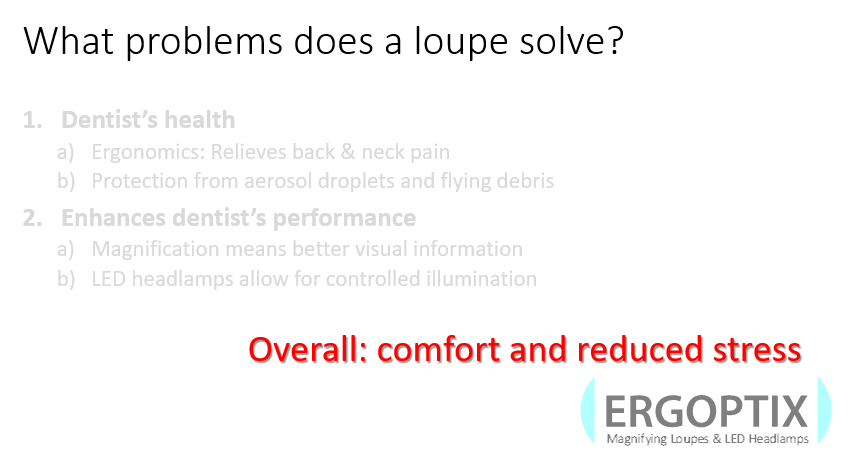 What problems does a loupe solve?
1. Dentist's health
a) Ergonomics: Relieves back & neck pain
b) Protection from aerosol droplets and flying debris
2. Enhances dentist's performance
a) Magnification means better visual information
b) LED headlamps allow for controlled illumination
Overall: comfort and reduced stress
ERGOPTIX
Magnifying Loupes & LED Headlamps